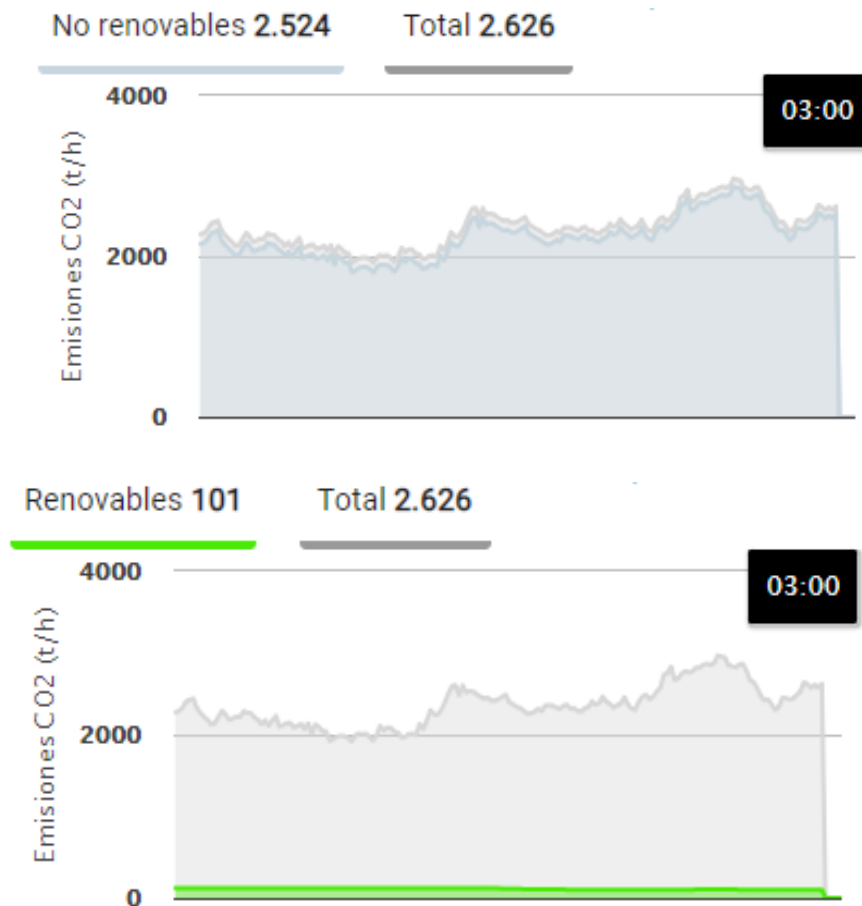 No renovables 2.524 Total 2.626
4000
03:00
Emisiones CO2 (t/h)
2000
0
Renovables 101 Total 2.626
4000
03:00
Emisiones CO2 (t/h)
2000
0